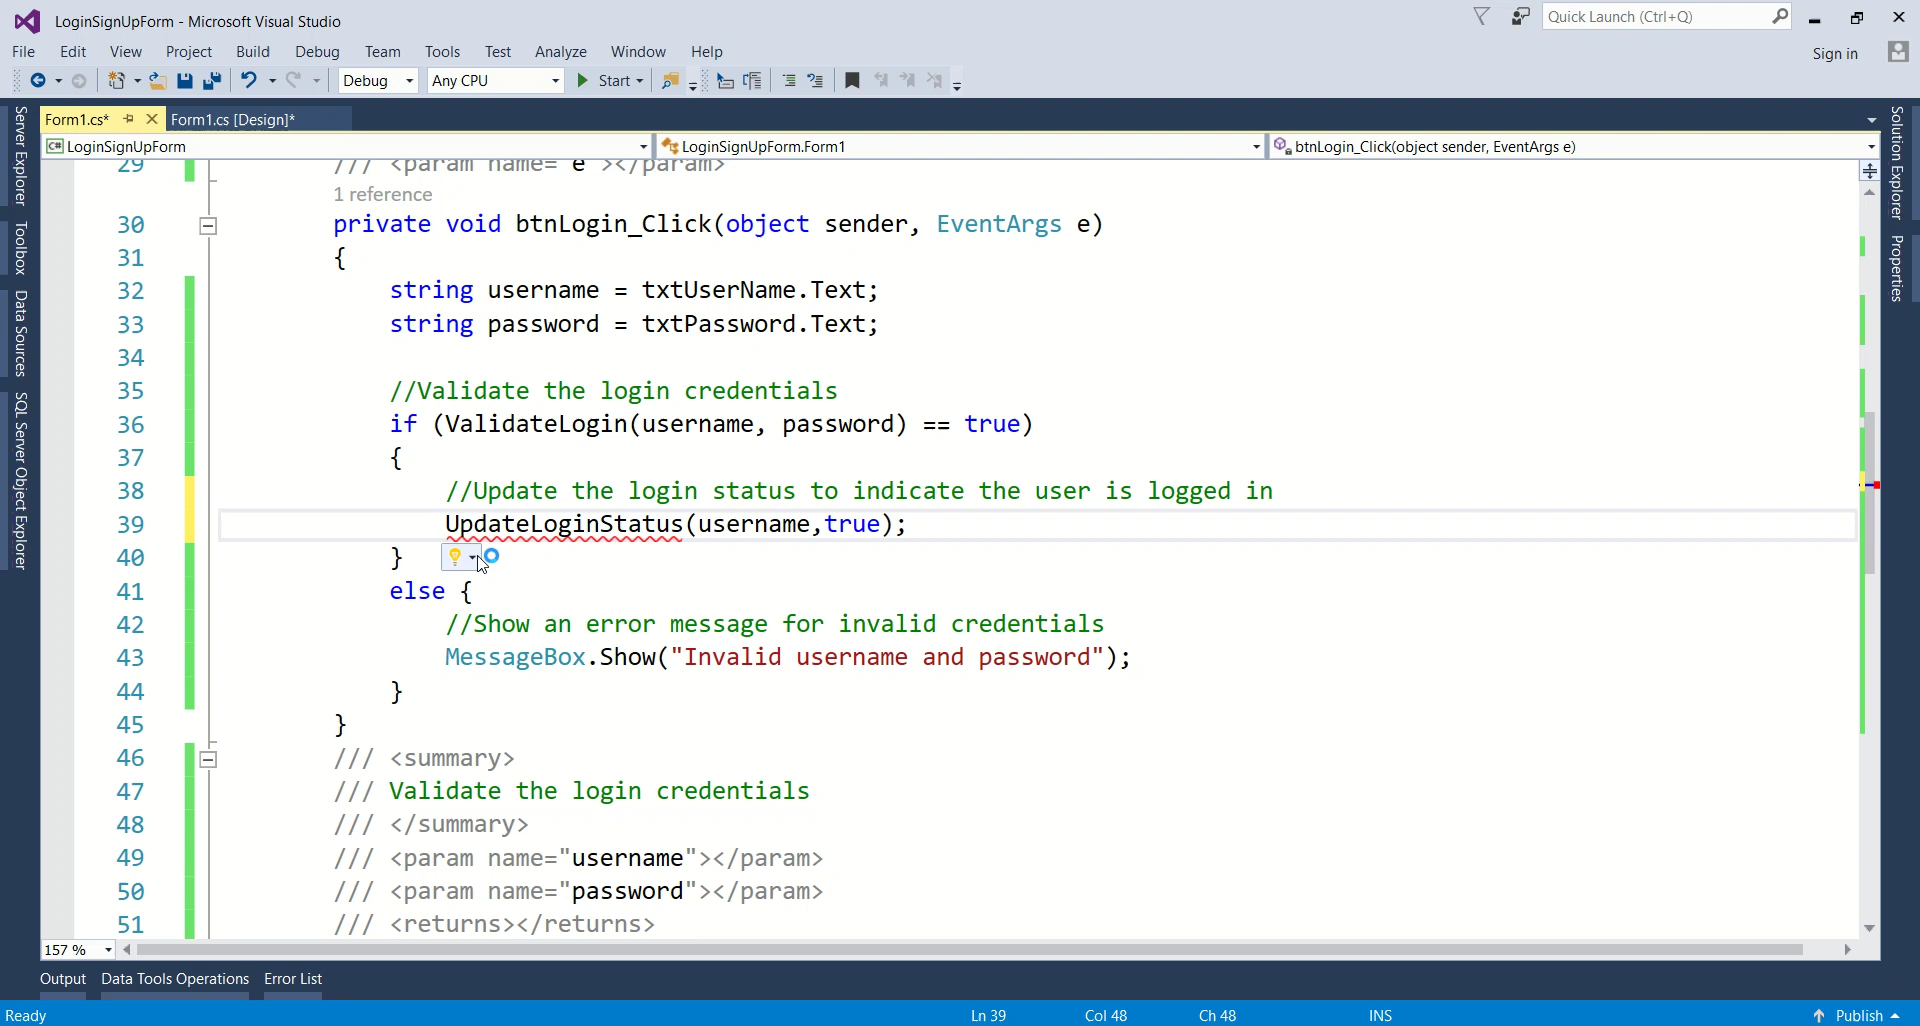 LoginSignUpForm - Microsoft Visual Studio
Quick Launch (Ctrl+Q)
File Edit View Project Build Debug Team Tools Test Analyze Window Help
Sign in
Debug Any CPU Start
Form1.cs* Form1.cs [Design]*
C# LoginSignUpForm LoginSignUpForm.Form1 btnLogin_Click(object sender, EventArgs e)
Server Explorer
Toolbox
Data Sources
SQL Server Object Explorer
Solution Explorer
Properties
29 /// <param name="e"></param>
1 reference
30 private void btnLogin_Click(object sender, EventArgs e)
31 {
32 string username = txtUserName.Text;
33 string password = txtPassword.Text;
34
35 //Validate the login credentials
36 if (ValidateLogin(username, password) == true)
37 {
38 //Update the login status to indicate the user is logged in
39 UpdateLoginStatus(username,true);
40 }
41 else {
42 //Show an error message for invalid credentials
43 MessageBox.Show("Invalid username and password");
44 }
45 }
46 /// <summary>
47 /// Validate the login credentials
48 /// </summary>
49 /// <param name="username"></param>
50 /// <param name="password"></param>
51 /// <returns></returns>
157 %
Output Data Tools Operations Error List
Ready Ln 39 Col 48 Ch 48 INS Publish